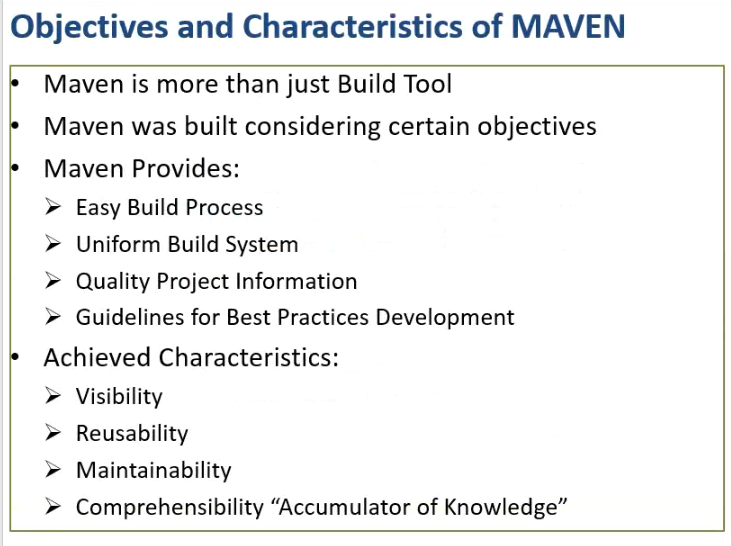 Objectives and Characteristics of MAVEN
• Maven is more than just Build Tool
• Maven was built considering certain objectives
• Maven Provides:
➢ Easy Build Process
➢ Uniform Build System
➢ Quality Project Information
➢ Guidelines for Best Practices Development
• Achieved Characteristics:
➢ Visibility
➢ Reusability
➢ Maintainability
➢ Comprehensibility “Accumulator of Knowledge”